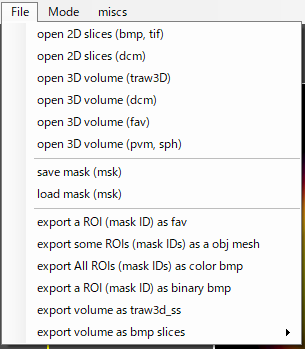 File Mode miscs
open 2D slices (bmp, tif)
open 2D slices (dcm)
open 3D volume (traw3D)
open 3D volume (dcm)
open 3D volume (fav)
open 3D volume (pvm, sph)
save mask (msk)
load mask (msk)
export a ROI (mask ID) as fav
export some ROIs (mask IDs) as a obj mesh
export All ROIs (mask IDs) as color bmp
export a ROI (mask ID) as binary bmp
export volume as traw3d_ss
export volume as bmp slices